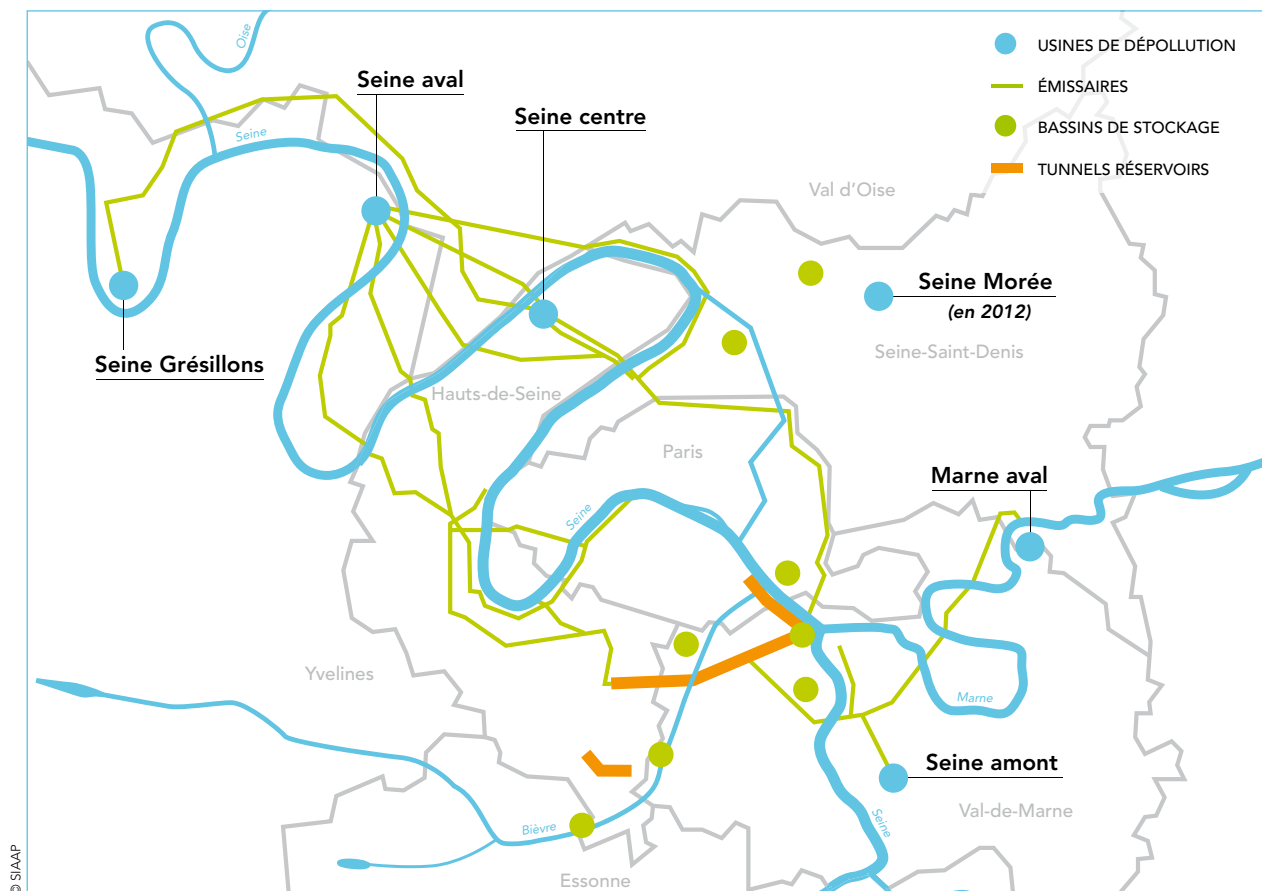 Oise
USINES DE DÉPOLLUTION
ÉMISSAIRES
BASSINS DE STOCKAGE
TUNNELS RÉSERVOIRS
Seine aval
Seine centre
Seine
Val d'Oise
Seine Morée
(en 2012)
Seine-Saint-Denis
Seine Grésillons
Hauts-de-Seine
Paris
Marne aval
Seine
Yvelines
Marne
Seine amont
Val-de-Marne
Seine
Bièvre
Essonne
© SIAAP